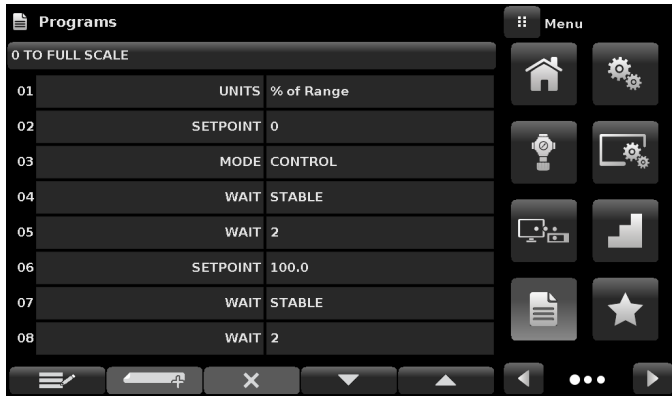 Programs
Menu
0 TO FULL SCALE
01 UNITS % of Range
02 SETPOINT 0
03 MODE CONTROL
04 WAIT STABLE
05 WAIT 2
06 SETPOINT 100.0
07 WAIT STABLE
08 WAIT 2